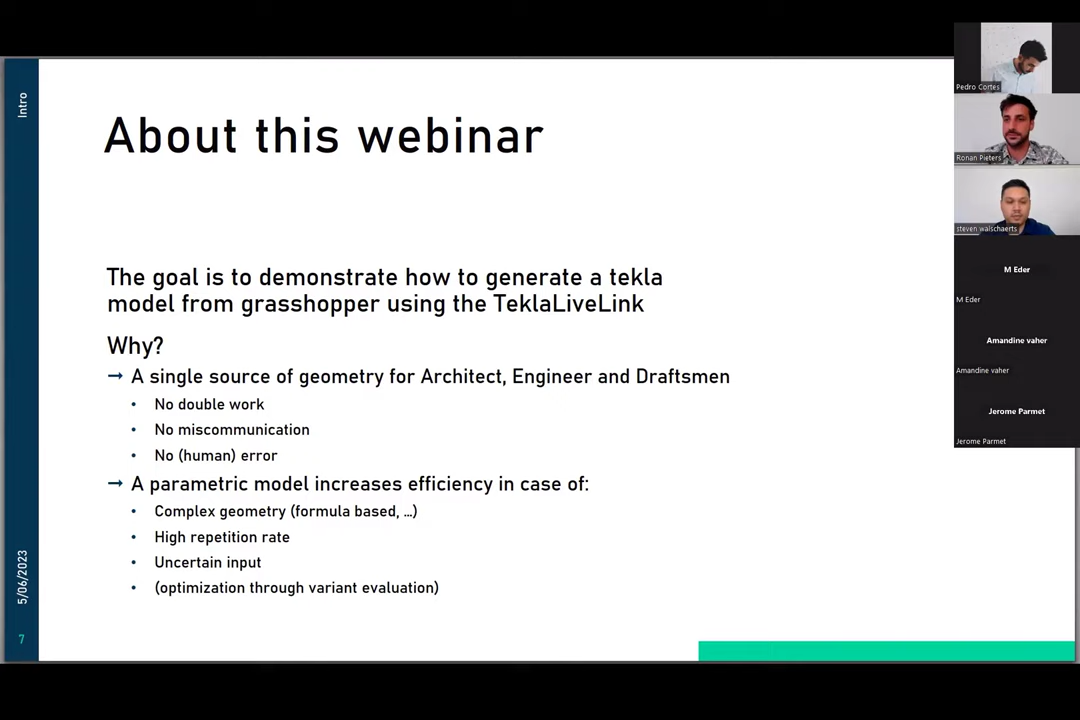 Intro
About this webinar
The goal is to demonstrate how to generate a tekla
model from grasshopper using the TeklaLiveLink
Why?
→ A single source of geometry for Architect, Engineer and Draftsmen
• No double work
• No miscommunication
• No (human) error
→ A parametric model increases efficiency in case of:
• Complex geometry (formula based, ...)
• High repetition rate
• Uncertain input
• (optimization through variant evaluation)
5/06/2023
7
Pedro Cortes
Ronan Pieters
steven walschaerts
M Eder
M Eder
Amandine vaher
Amandine vaher
Jerome Parmet
Jerome Parmet